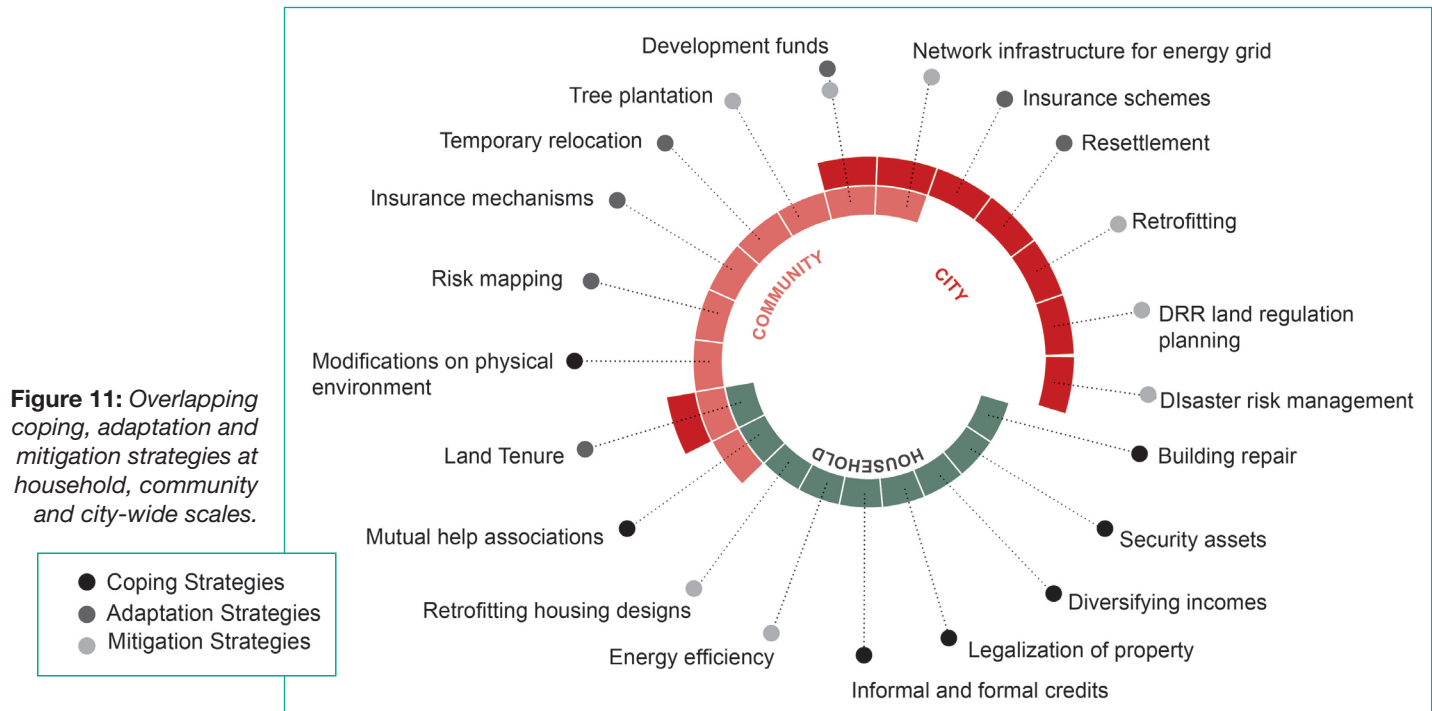 Development funds
Network infrastructure for energy grid
Tree plantation
Insurance schemes
Temporary relocation
Resettlement
Insurance mechanisms
Retrofitting
Risk mapping
COMMUNITY
CITY
DRR land regulation
planning
Modifications on physical
environment
DIsaster risk management
Figure 11: Overlapping
coping, adaptation and
mitigation strategies at
household, community
and city-wide scales.
Land Tenure
HOUSEHOLD
Building repair
Mutual help associations
Security assets
Retrofitting housing designs
Diversifying incomes
Energy efficiency
Legalization of property
Informal and formal credits
Coping Strategies
Adaptation Strategies
Mitigation Strategies